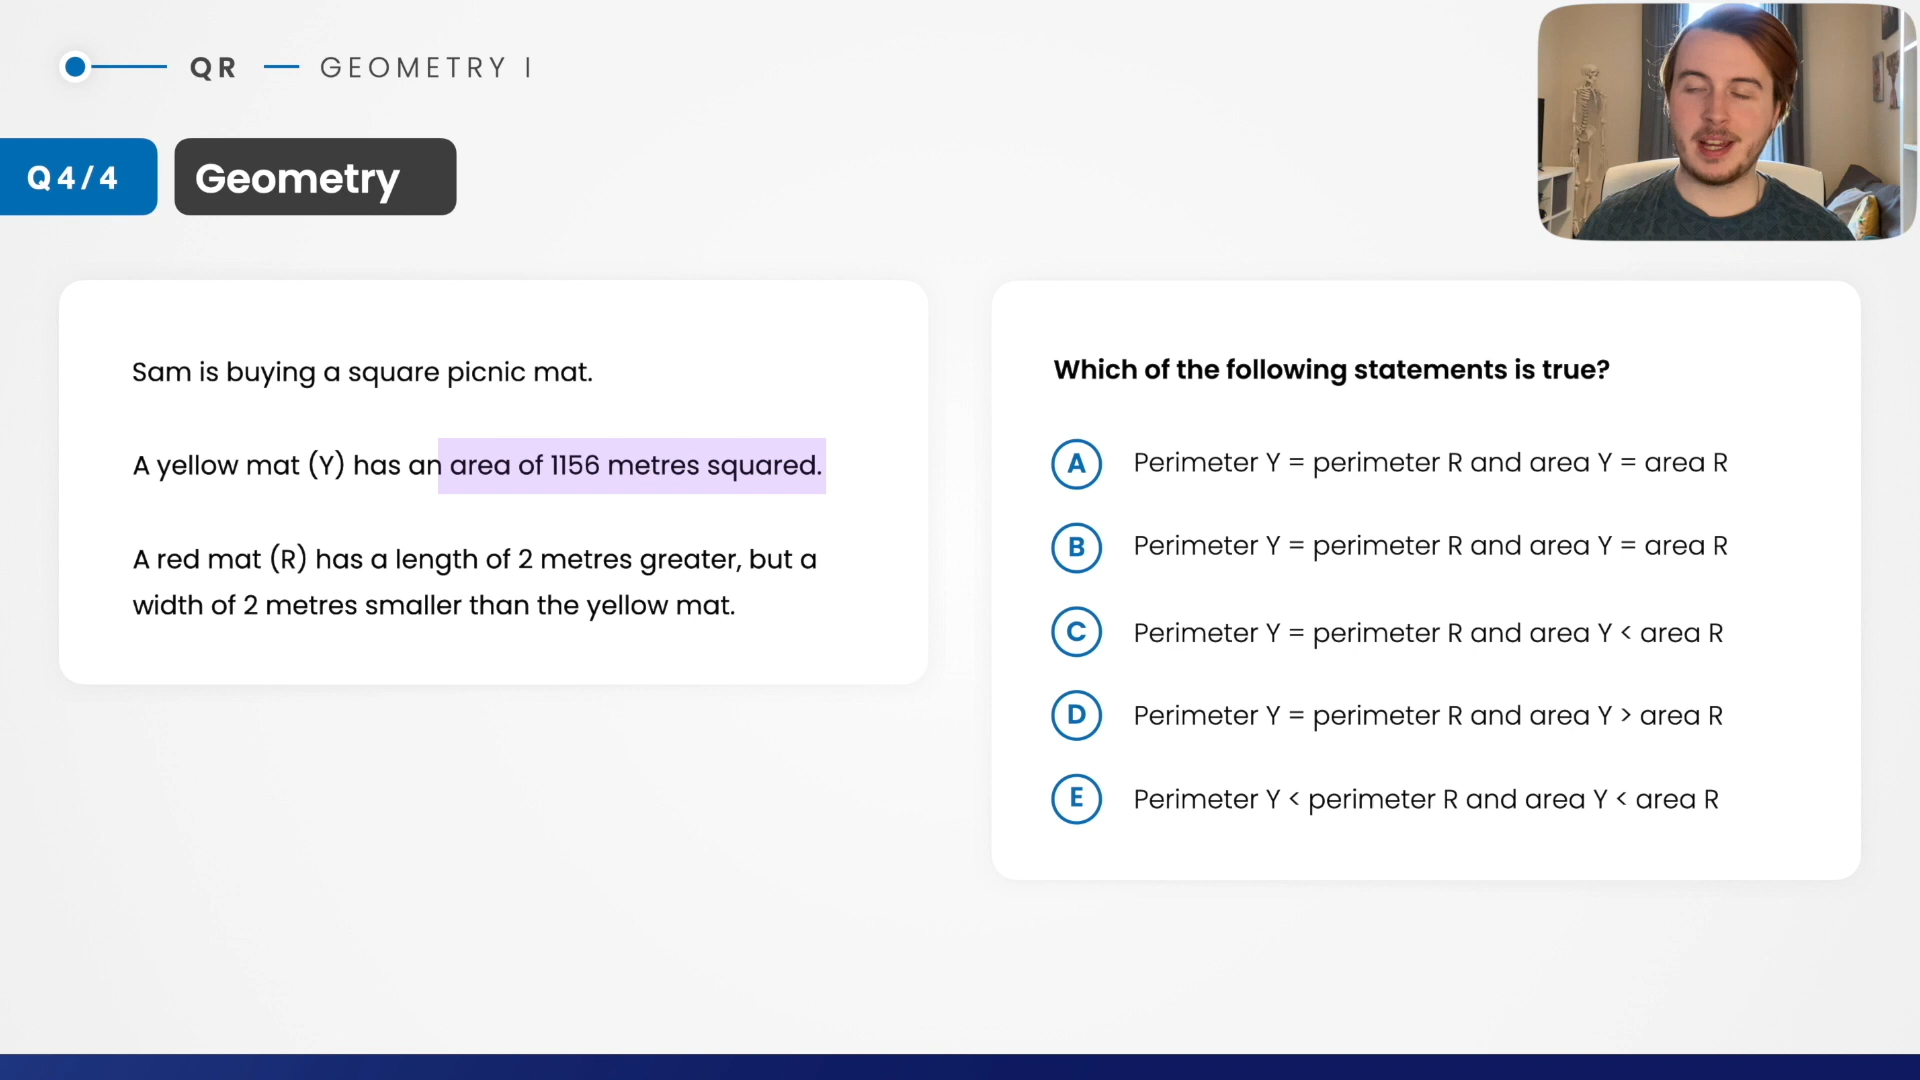 QR — GEOMETRY I
Q4/4
Geometry
Sam is buying a square picnic mat.
A yellow mat (Y) has an area of 1156 metres squared.
A red mat (R) has a length of 2 metres greater, but a
width of 2 metres smaller than the yellow mat.
Which of the following statements is true?
A Perimeter Y = perimeter R and area Y = area R
B Perimeter Y = perimeter R and area Y = area R
C Perimeter Y = perimeter R and area Y < area R
D Perimeter Y = perimeter R and area Y > area R
E Perimeter Y < perimeter R and area Y < area R